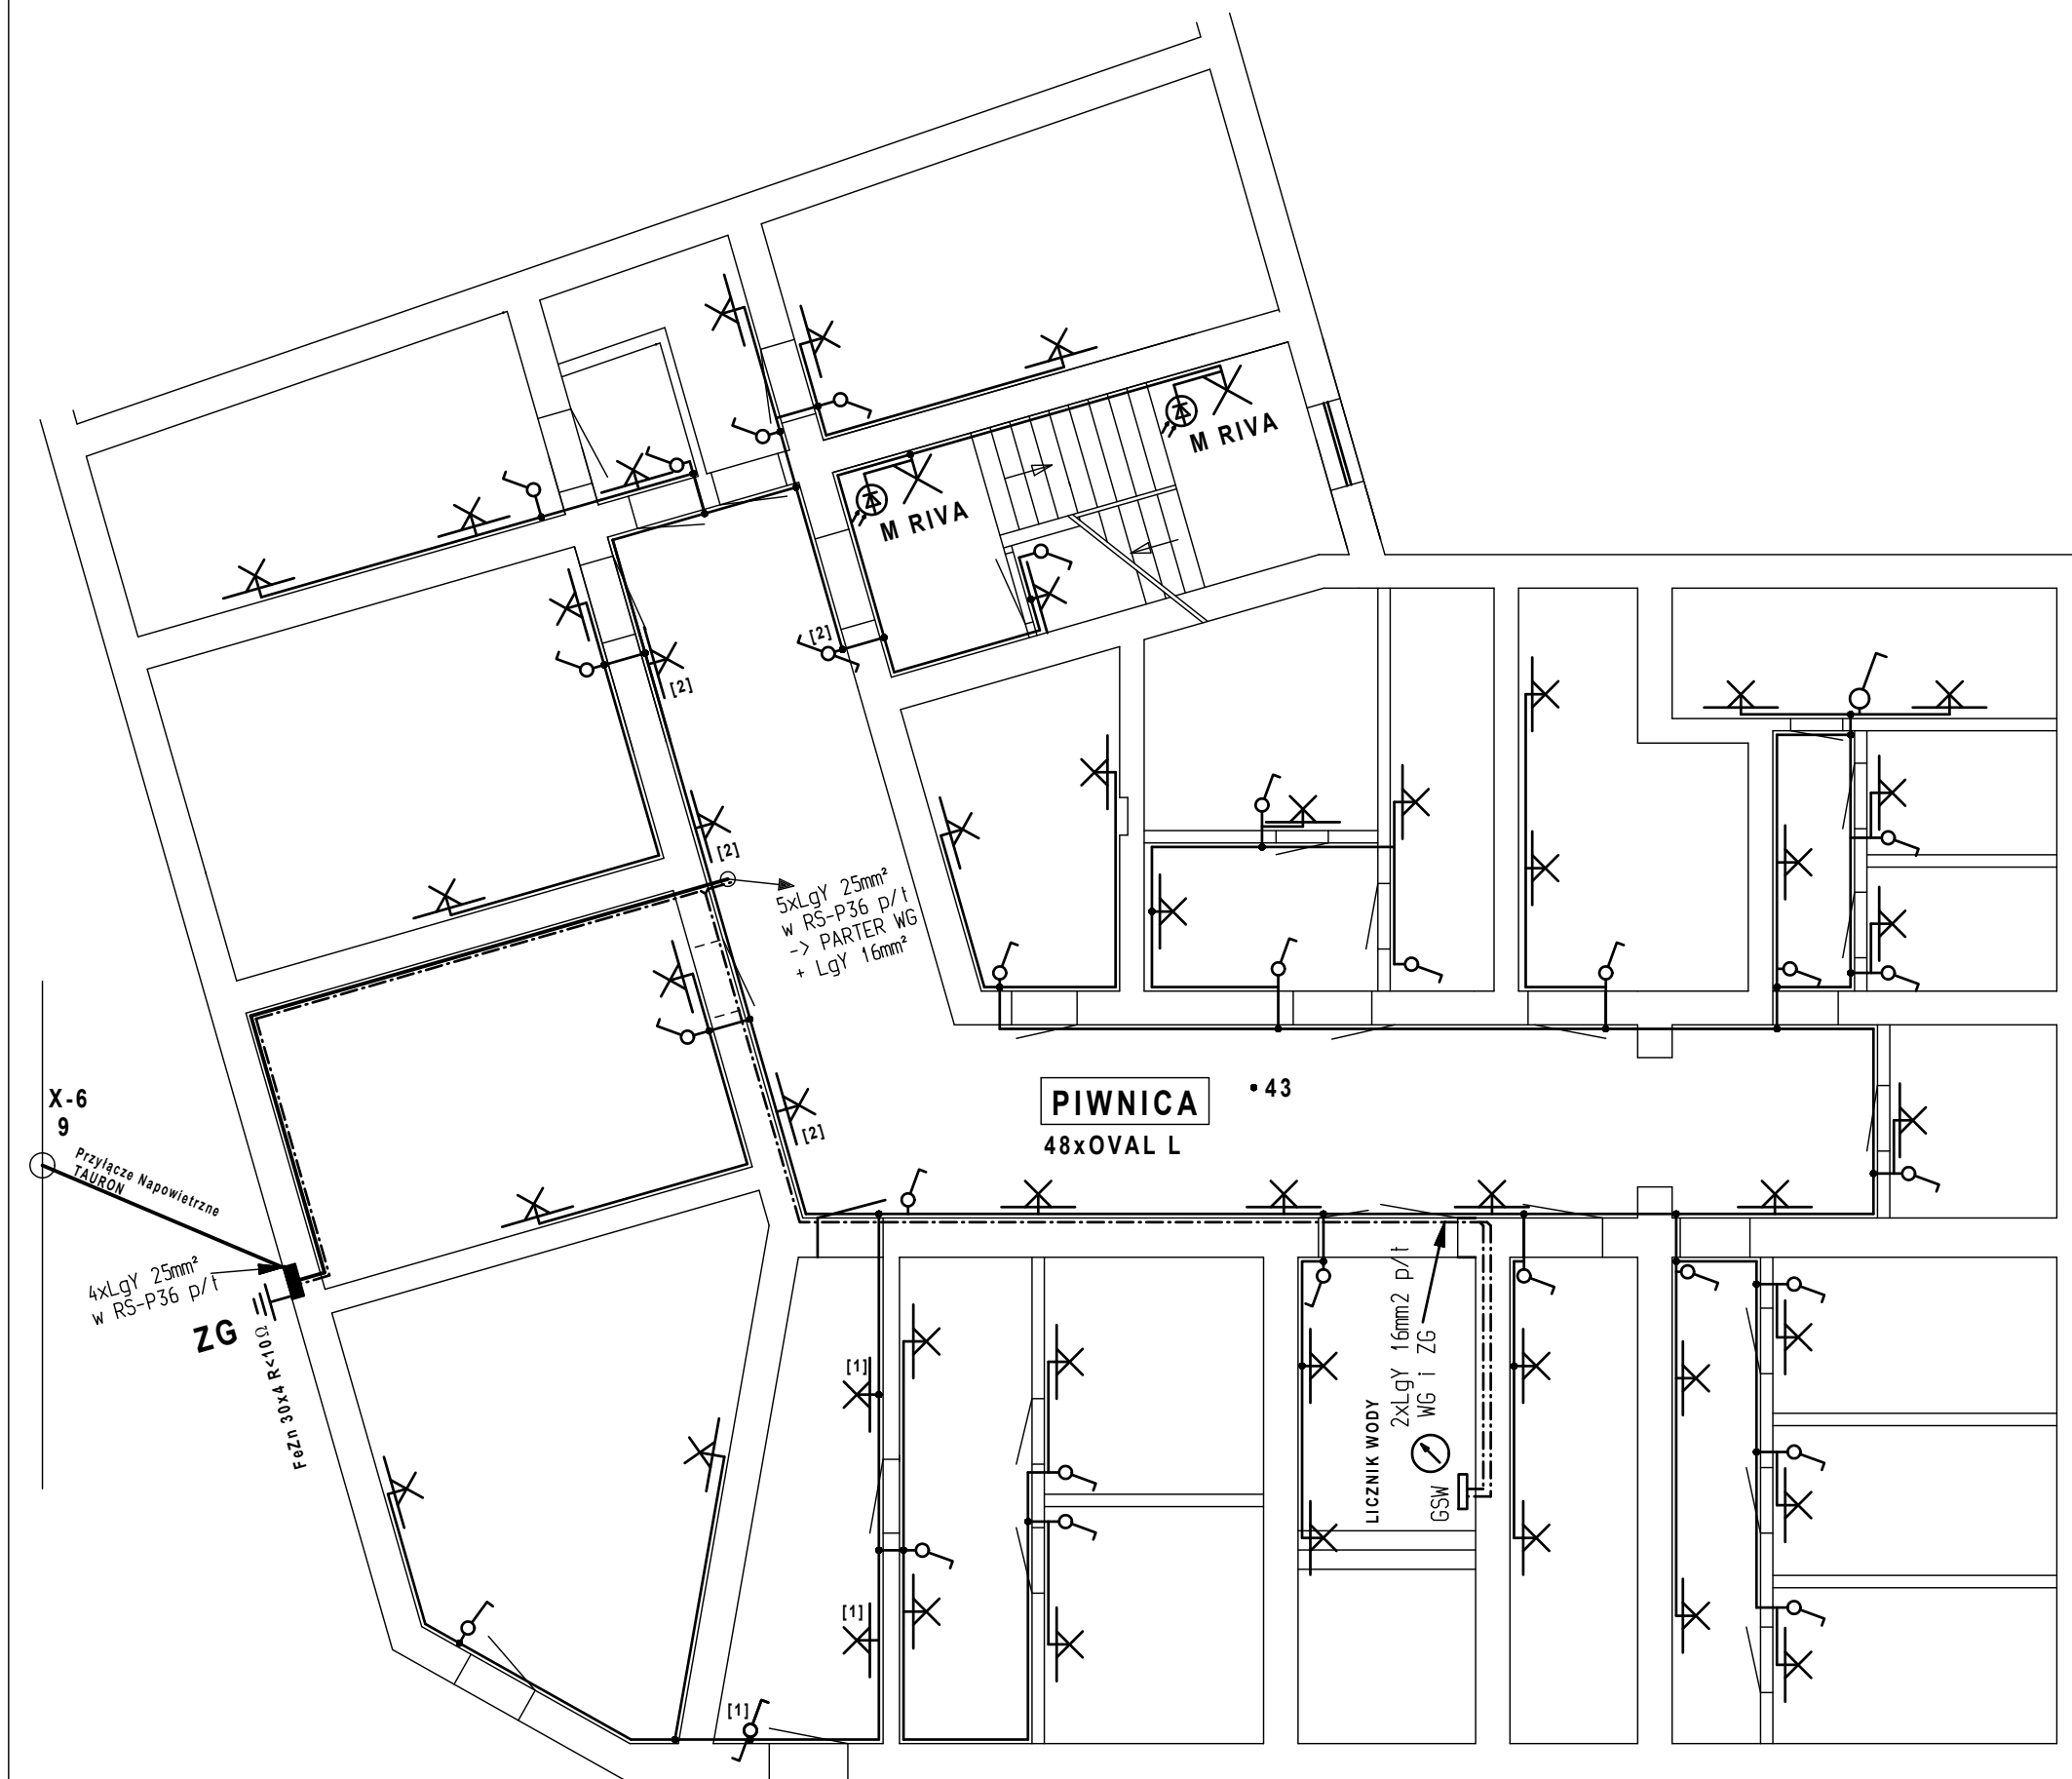 M RIVA
M RIVA
[2]
[2]
[2]
5xLgY 25mm²
w RS-P36 p/t
-> PARTER WG
+ LgY 16mm²
X-6
9
Przyłącze Napowietrzne
TAURON
PIWNICA
• 43
48xOVAL L
[2]
4xLgY 25mm²
w RS-P36 p/t
ZG
FeZn 30x4 R<10Ω
[1]
LICZNIK WODY
2xLgY 16mm2 p/t
WG i ZG
GSW
[1]
[1]